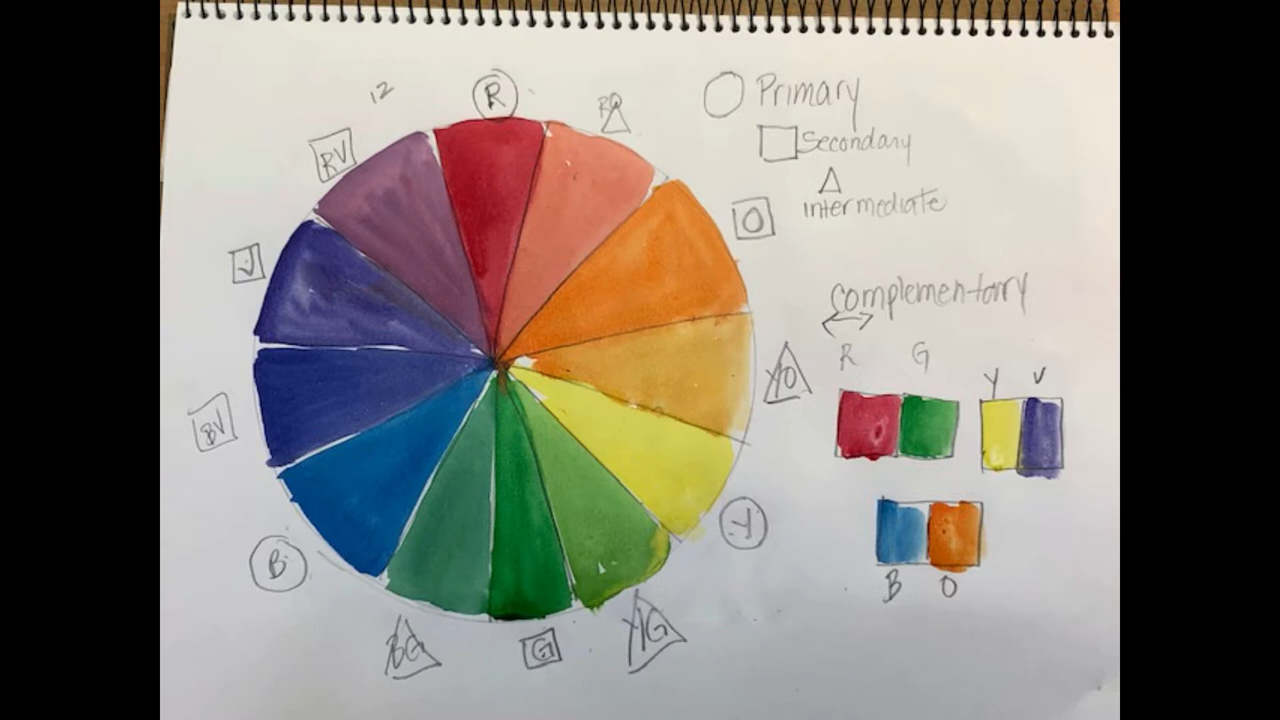 12
R
RO
Primary
Secondary
intermediate
RV
O
V
complementary
R G
Y V
YO
BV
Y
B O
B
BG
G
YG